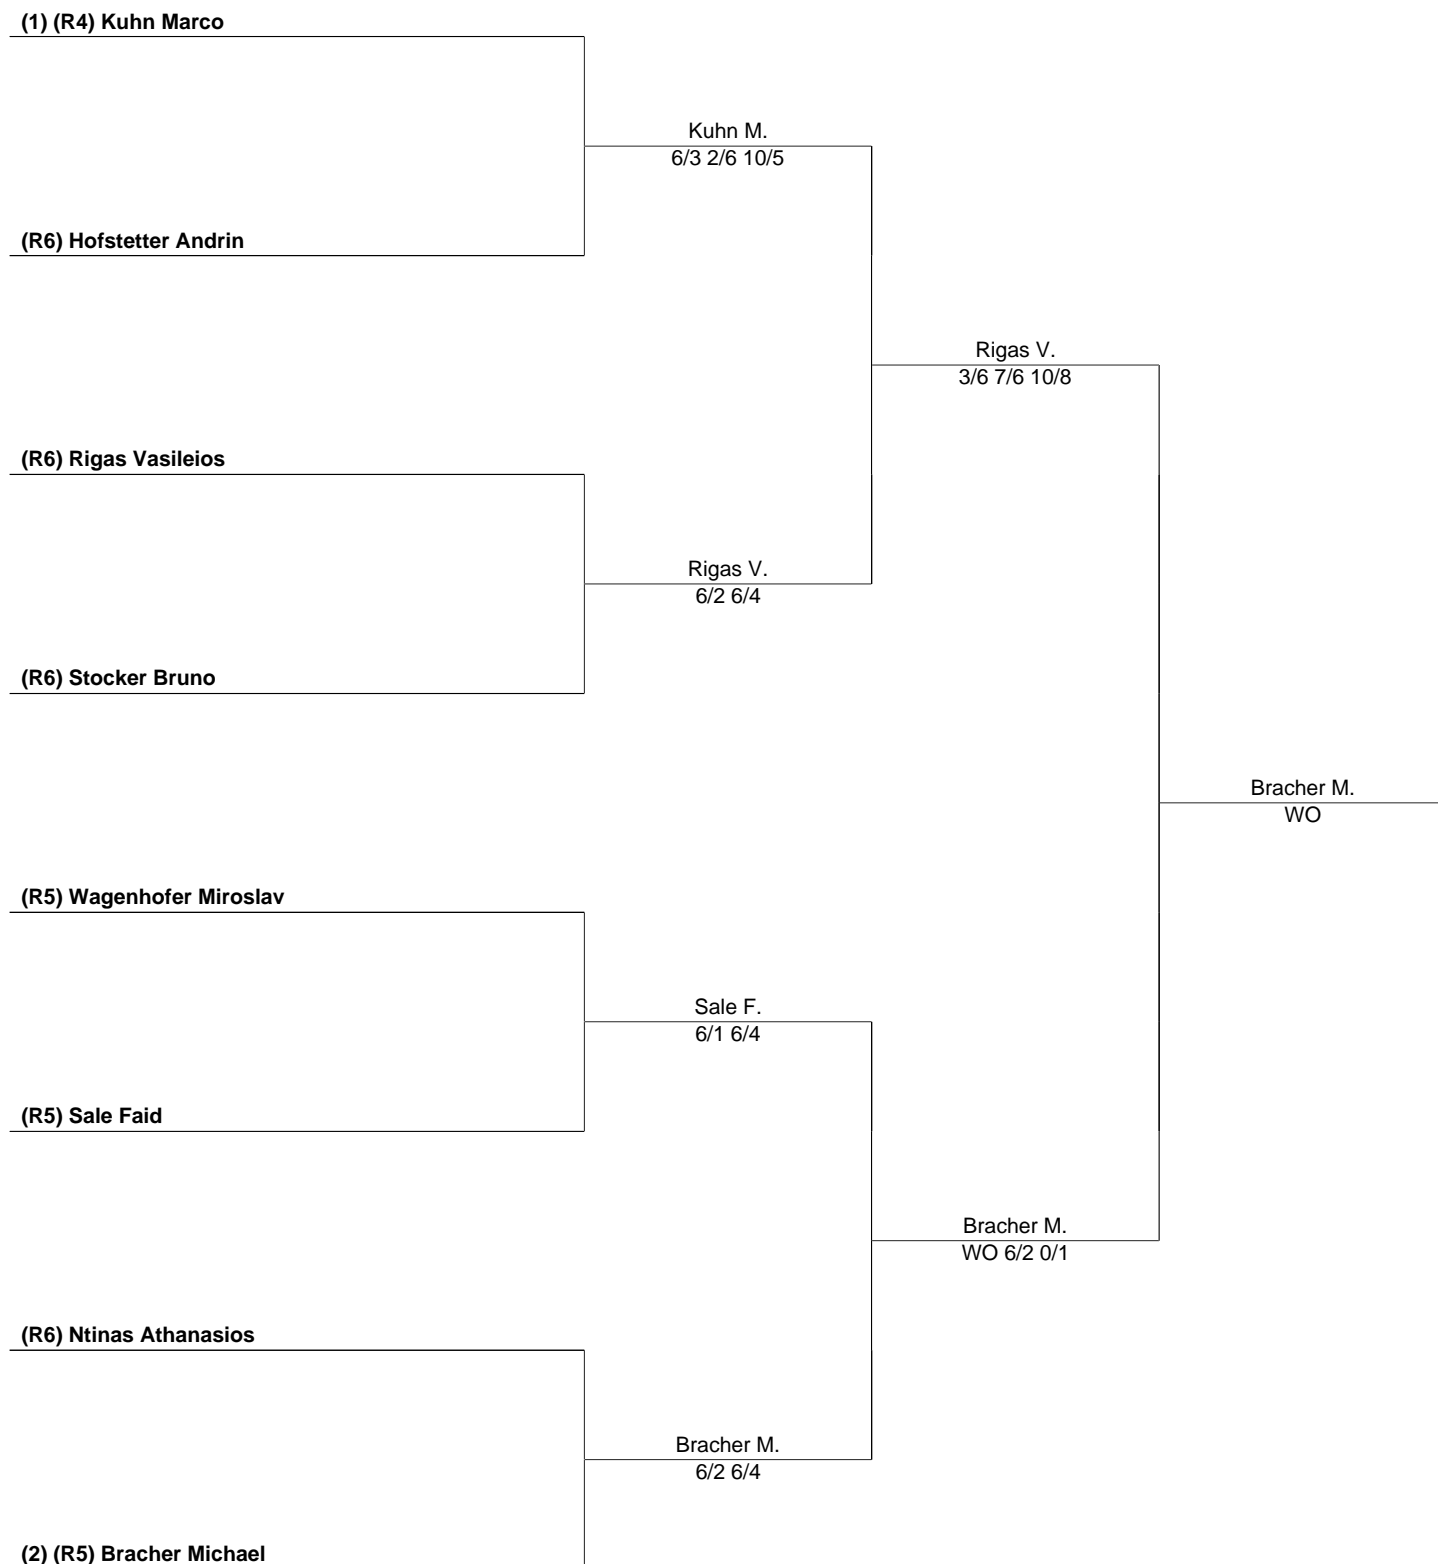 (1) (R4) Kuhn Marco
Kuhn M.
6/3 2/6 10/5
(R6) Hofstetter Andrin
Rigas V.
3/6 7/6 10/8
(R6) Rigas Vasileios
Rigas V.
6/2 6/4
(R6) Stocker Bruno
Bracher M.
WO
(R5) Wagenhofer Miroslav
Sale F.
6/1 6/4
(R5) Sale Faid
Bracher M.
WO 6/2 0/1
(R6) Ntinas Athanasios
Bracher M.
6/2 6/4
(2) (R5) Bracher Michael